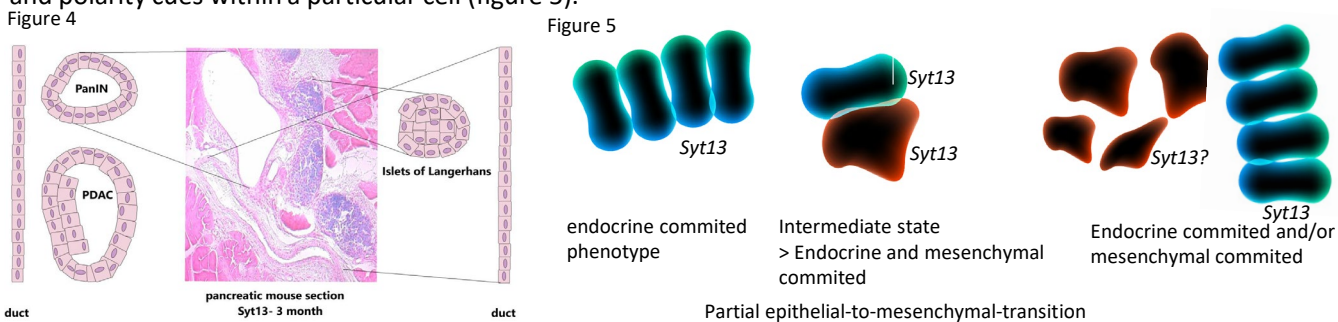 and polarity cues within a particular cell (figure 5).
Figure 4
PanIN
PDAC
Islets of Langerhans
duct
pancreatic mouse section
Syt13- 3 month
duct
Figure 5
Syt13
Syt13
Syt13
Syt13?
Syt13
endocrine commited
phenotype
Intermediate state
> Endocrine and mesenchymal
commited
Endocrine commited and/or
mesenchymal commited
Partial epithelial-to-mesenchymal-transition